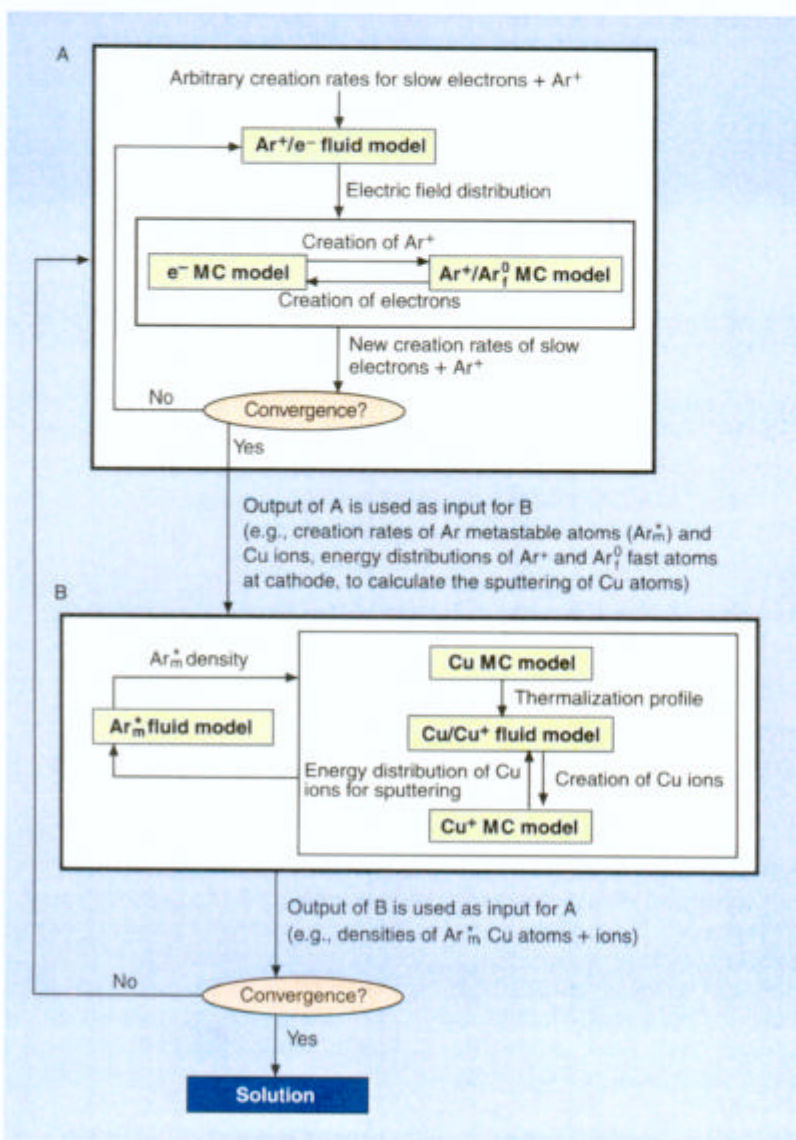 A
Arbitrary creation rates for slow electrons + Ar⁺
Ar⁺/e⁻ fluid model
Electric field distribution
Creation of Ar⁺
e⁻ MC model
Ar⁺/Ar⁰f MC model
Creation of electrons
New creation rates of slow
electrons + Ar⁺
No
Convergence?
Yes
Output of A is used as input for B
(e.g., creation rates of Ar metastable atoms (Ar*m) and
Cu ions, energy distributions of Ar⁺ and Ar⁰f fast atoms
at cathode, to calculate the sputtering of Cu atoms)
B
Ar*m density
Cu MC model
Thermalization profile
Ar*m fluid model
Cu/Cu⁺ fluid model
Energy distribution of Cu
ions for sputtering
Creation of Cu ions
Cu⁺ MC model
Output of B is used as input for A
(e.g., densities of Ar*m, Cu atoms + ions)
No
Convergence?
Yes
Solution